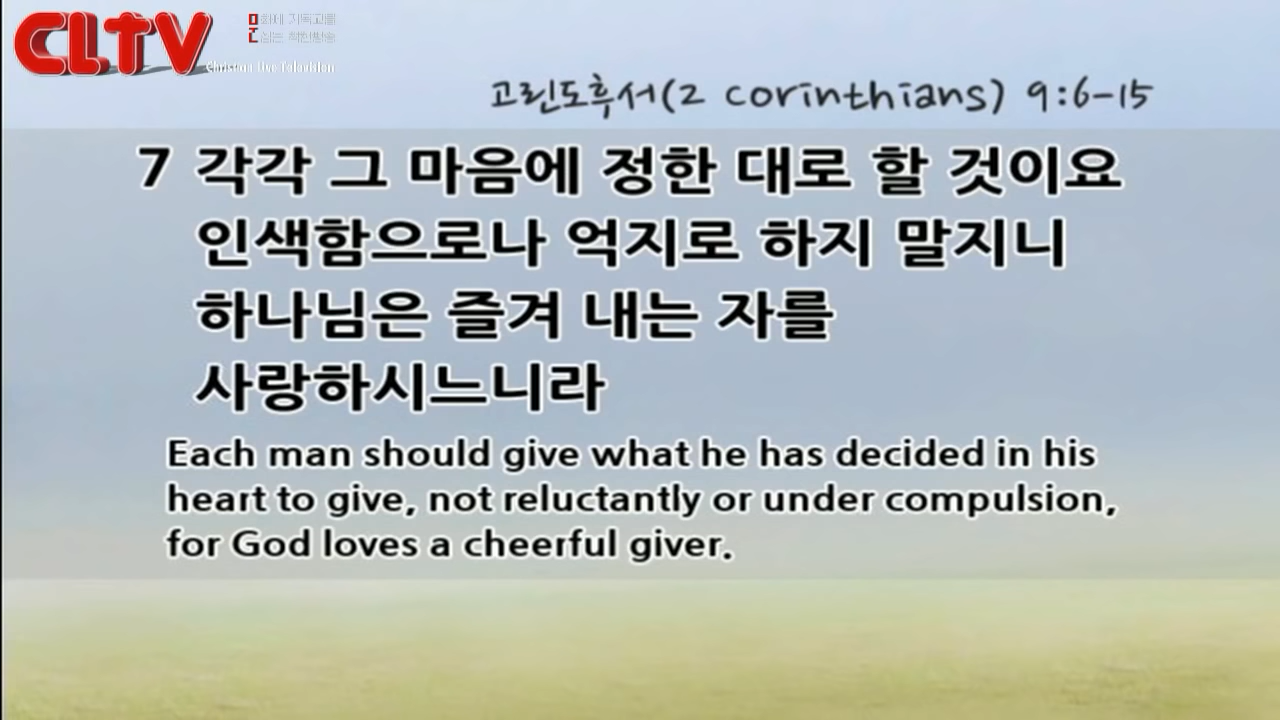 CLTV
Christian Live Television
고린도후서(2 corinthians) 9:6-15
7 각각 그 마음에 정한 대로 할 것이요
인색함으로나 억지로 하지 말지니
하나님은 즐겨 내는 자를
사랑하시느니라
Each man should give what he has decided in his
heart to give, not reluctantly or under compulsion,
for God loves a cheerful giver.